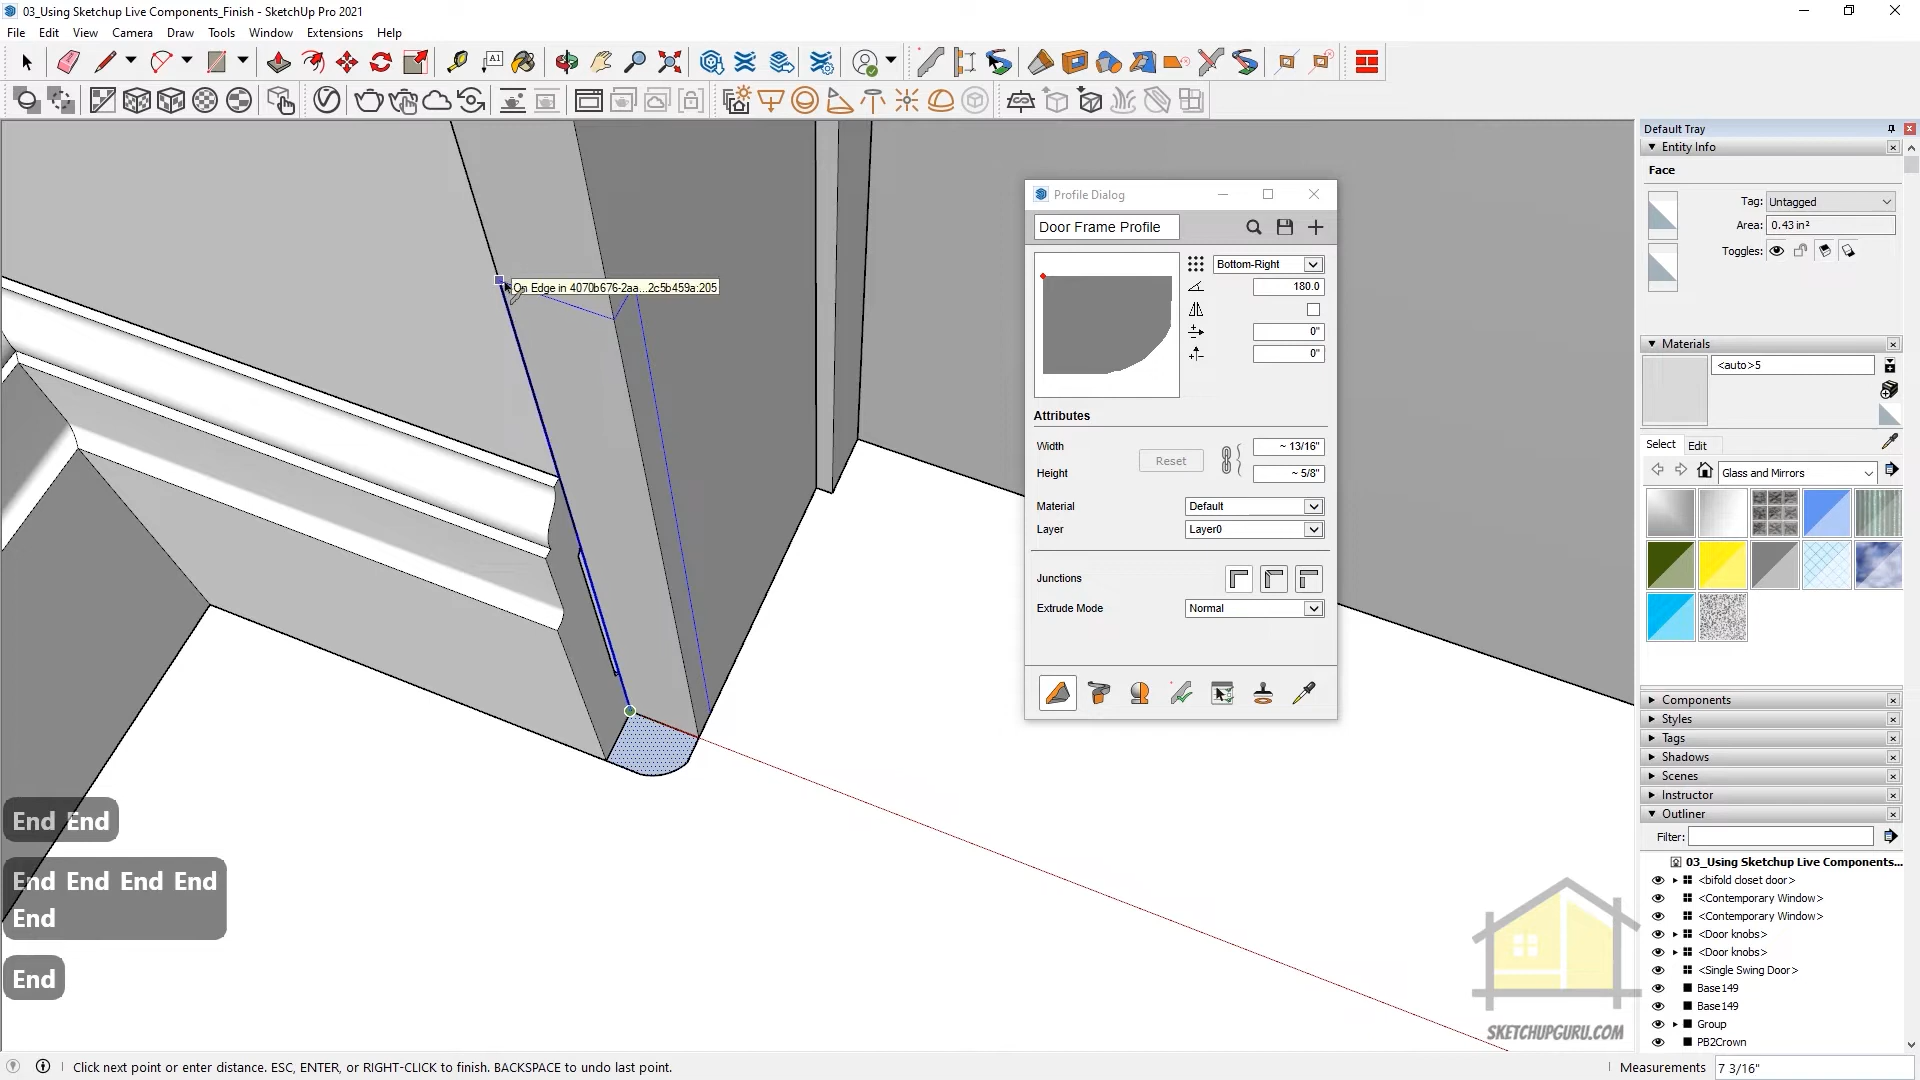 03_Using Sketchup Live Components_Finish - SketchUp Pro 2021
File Edit View Camera Draw Tools Window Extensions Help
A1
Default Tray
Entity Info
Face
Tag: Untagged
Area: 0.43 in²
Toggles:
Materials
<auto>5
Select Edit
Glass and Mirrors
Components
Styles
Tags
Shadows
Scenes
Instructor
Outliner
Filter:
03_Using Sketchup Live Components...
<bifold closet door>
<Contemporary Window>
<Contemporary Window>
<Door knobs>
<Door knobs>
<Single Swing Door>
Base149
Base149
Group
PB2Crown
On Edge in 4070b676-2aa...2c5b459a:205
Profile Dialog
Door Frame Profile
Bottom-Right
180.0
0"
0"
Attributes
Width Reset ~ 13/16"
Height ~ 5/8"
Material Default
Layer Layer0
Junctions
Extrude Mode Normal
End End
End End End End
End
End
SKETCHUPGURU.COM
Click next point or enter distance. ESC, ENTER, or RIGHT-CLICK to finish. BACKSPACE to undo last point.
Measurements 7 3/16"